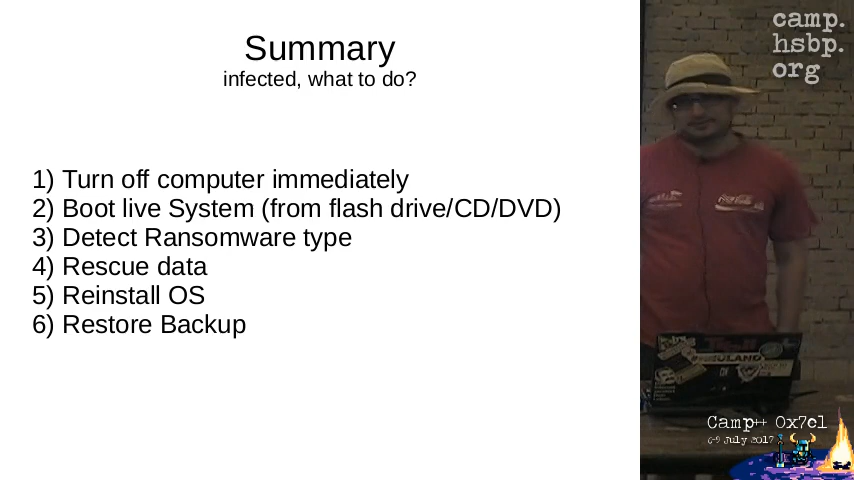 Summary
infected, what to do?
1) Turn off computer immediately
2) Boot live System (from flash drive/CD/DVD)
3) Detect Ransomware type
4) Rescue data
5) Reinstall OS
6) Restore Backup
camp.
hsbp.
org
Camp++ 0x7e1
6-9 July 2017